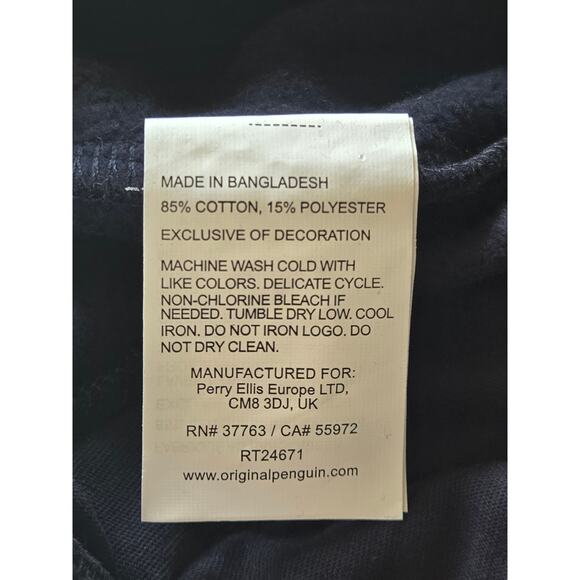 MADE IN BANGLADESH
85% COTTON, 15% POLYESTER
EXCLUSIVE OF DECORATION
MACHINE WASH COLD WITH
LIKE COLORS. DELICATE CYCLE.
NON-CHLORINE BLEACH IF
NEEDED. TUMBLE DRY LOW. COOL
IRON. DO NOT IRON LOGO. DO
NOT DRY CLEAN.
MANUFACTURED FOR:
Perry Ellis Europe LTD,
CM8 3DJ, UK
RN# 37763 / CA# 55972
RT24671
www.originalpenguin.com